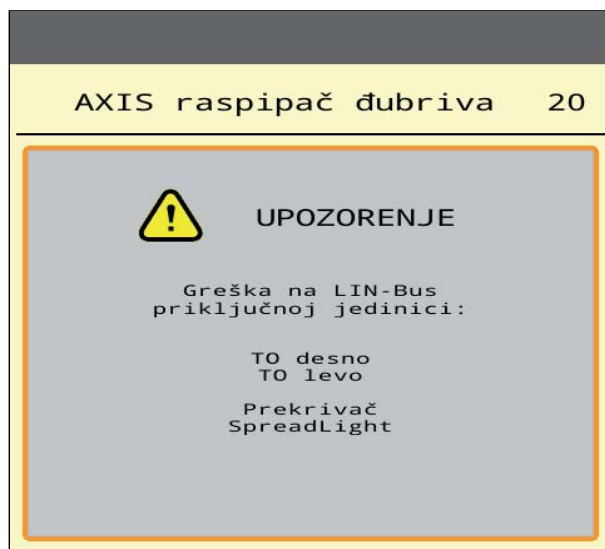 AXIS raspipač đubriva 20
UPOZORENJE
Greška na LIN-Bus
priključnoj jedinici:
TO desno
TO levo
Prekrivač
SpreadLight